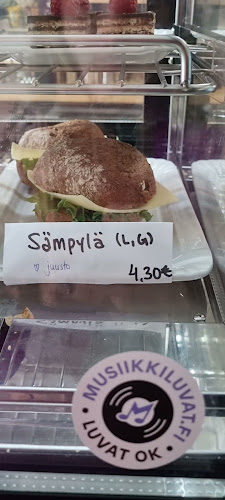 Sämpylä (L,G)
♡ juusto
4,30€
MUSIIKKILUVAT.FI
• LUVAT OK •